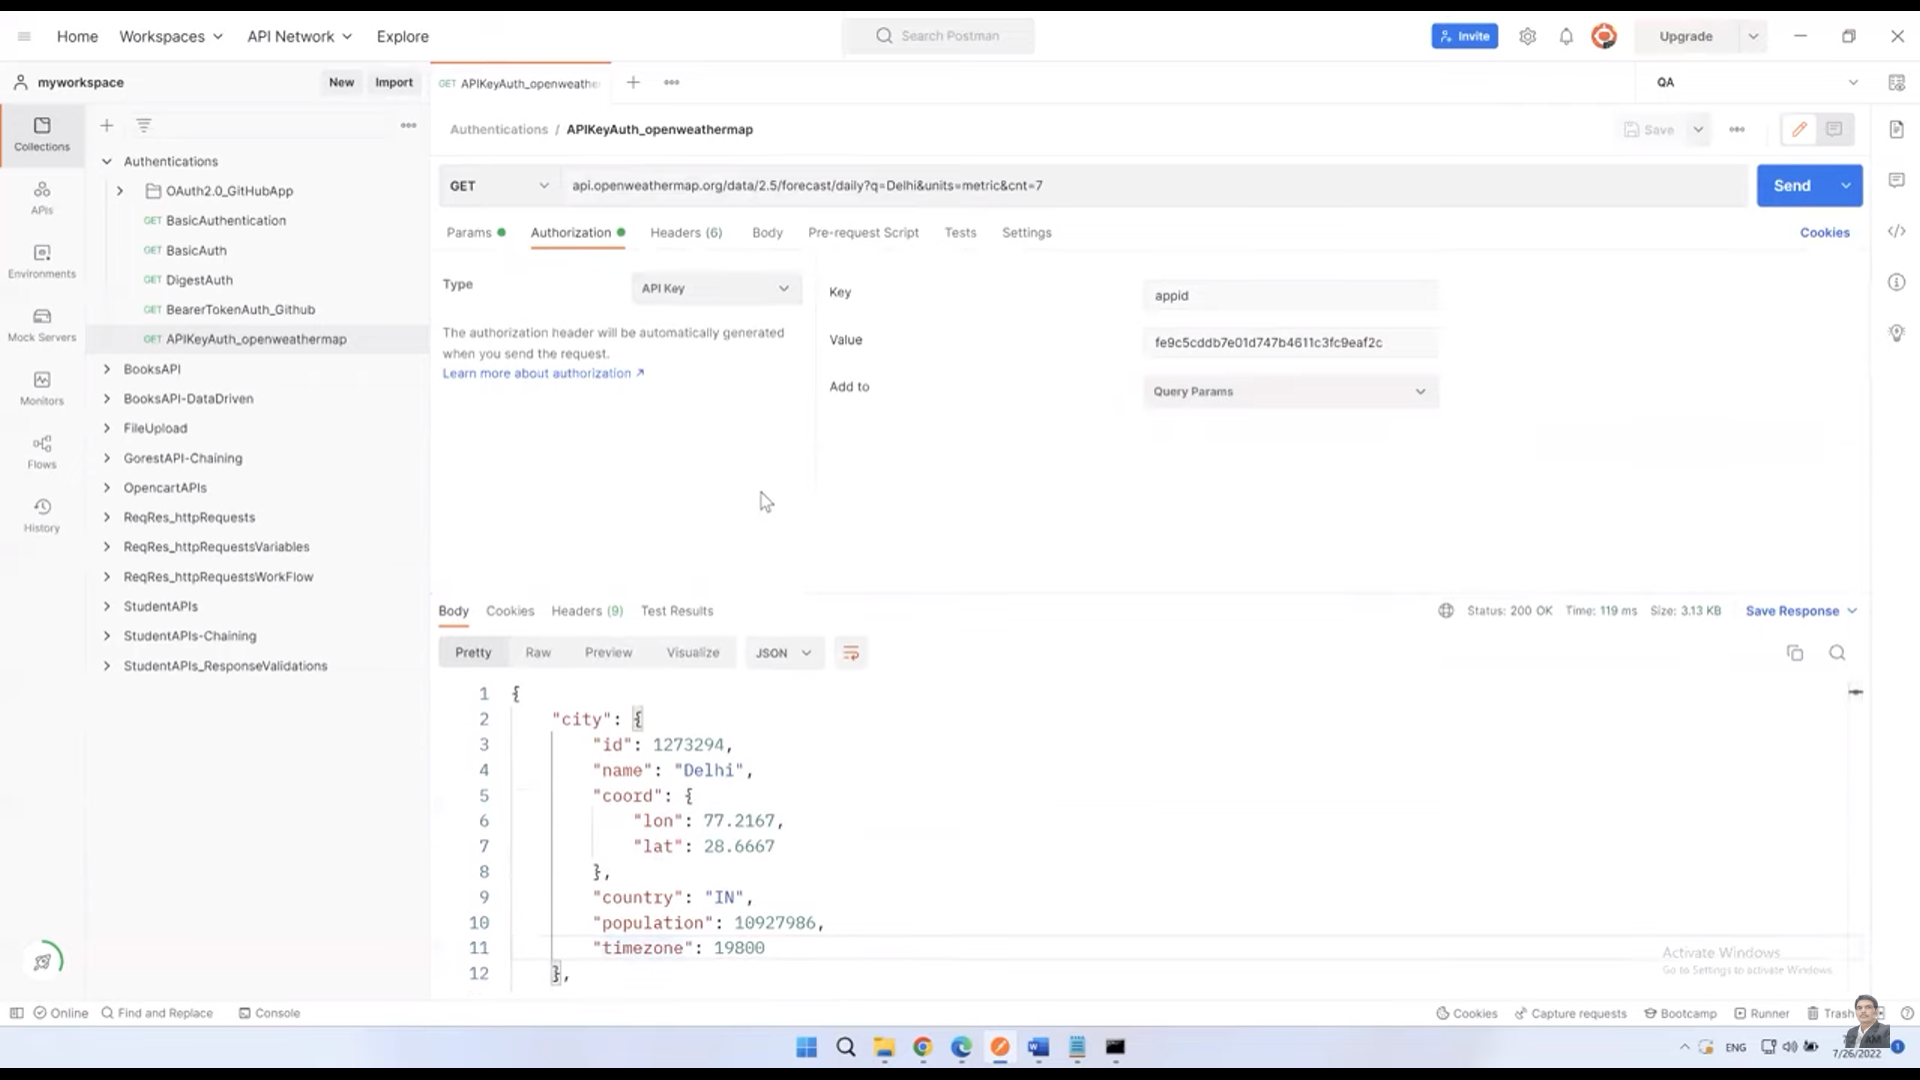 Home Workspaces API Network Explore Search Postman Invite Upgrade
myworkspace New Import GET APIKeyAuth_openweathe QA
Collections
APIs
Environments
Mock Servers
Monitors
Flows
History
Authentications
OAuth2.0_GitHubApp
GET BasicAuthentication
GET BasicAuth
GET DigestAuth
GET BearerTokenAuth_Github
GET APIKeyAuth_openweathermap
BooksAPI
BooksAPI-DataDriven
FileUpload
GorestAPI-Chaining
OpencartAPIs
ReqRes_httpRequests
ReqRes_httpRequestsVariables
ReqRes_httpRequestsWorkFlow
StudentAPIs
StudentAPIs-Chaining
StudentAPIs_ResponseValidations
Authentications / APIKeyAuth_openweathermap Save
GET api.openweathermap.org/data/2.5/forecast/daily?q=Delhi&units=metric&cnt=7 Send
Params Authorization Headers (6) Body Pre-request Script Tests Settings Cookies
Type API Key
The authorization header will be automatically generated
when you send the request.
Learn more about authorization ↗
Key appid
Value fe9c5cddb7e01d747b4611c3fc9eaf2c
Add to Query Params
Body Cookies Headers (9) Test Results Status: 200 OK Time: 119 ms Size: 3.13 KB Save Response
Pretty Raw Preview Visualize JSON
1 {
2 "city": {
3 "id": 1273294,
4 "name": "Delhi",
5 "coord": {
6 "lon": 77.2167,
7 "lat": 28.6667
8 },
9 "country": "IN",
10 "population": 10927986,
11 "timezone": 19800
12 },
Activate Windows
Go to Settings to activate Windows.
Online Find and Replace Console Cookies Capture requests Bootcamp Runner Trash
ENG
7/26/2022 1